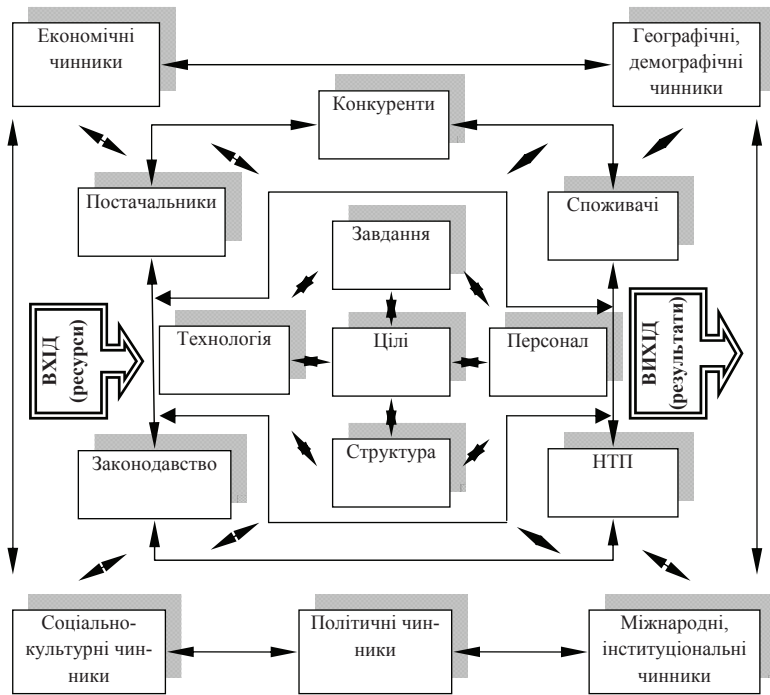 Економічні
чинники
Географічні,
демографічні
чинники
Конкуренти
Постачальники
Споживачі
Завдання
ВХІД
(ресурси)
Технологія
Цілі
Персонал
ВИХІД
(результати)
Законодавство
Структура
НТП
Соціально-
культурні чин-
ники
Політичні чин-
ники
Міжнародні,
інституціональні
чинники